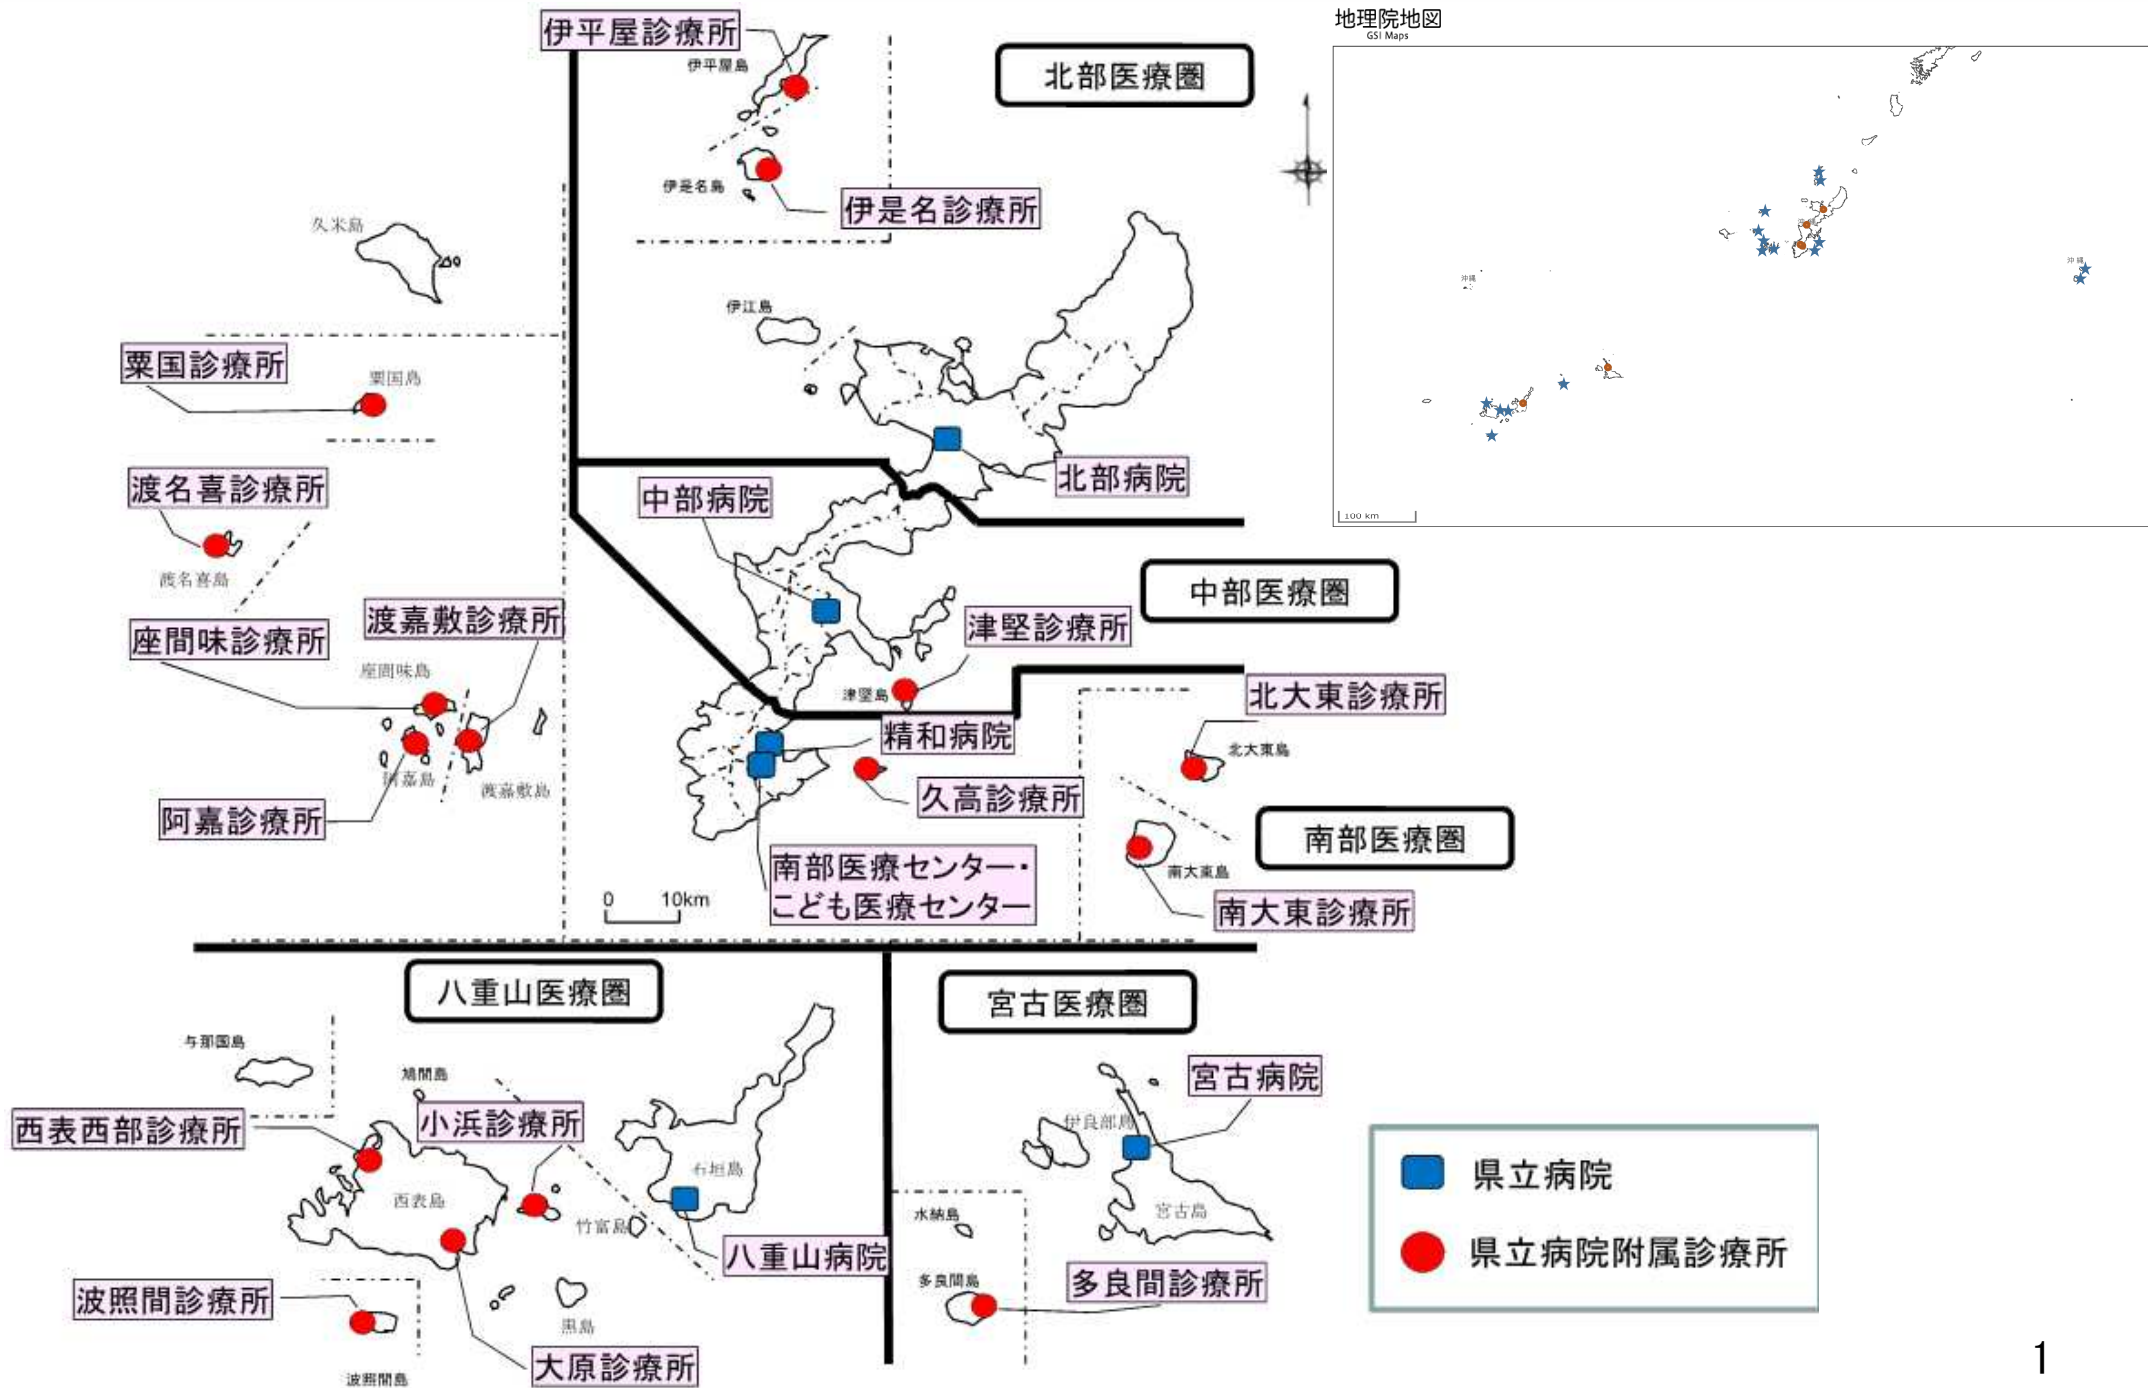 伊平屋診療所
伊平屋島
北部医療圏
地理院地図
GSI Maps
伊是名島
伊是名診療所
久米島
伊江島
粟国診療所
粟国島
渡名喜診療所
渡名喜島
中部病院
北部病院
沖縄
沖縄
沖縄
100 km
中部医療圏
座間味診療所
渡嘉敷診療所
座間味島
津堅診療所
津堅島
精和病院
北大東診療所
北大東島
阿嘉島
渡嘉敷島
阿嘉診療所
久高診療所
南部医療圏
南大東島
南大東診療所
南部医療センター・
こども医療センター
0 10km
八重山医療圏
宮古医療圏
与那国島
鳩間島
西表西部診療所
小浜診療所
宮古病院
伊良部島
石垣島
西表島
竹富島
宮古島
水納島
八重山病院
多良間島
多良間診療所
波照間診療所
黒島
大原診療所
波照間島
県立病院
県立病院附属診療所
1